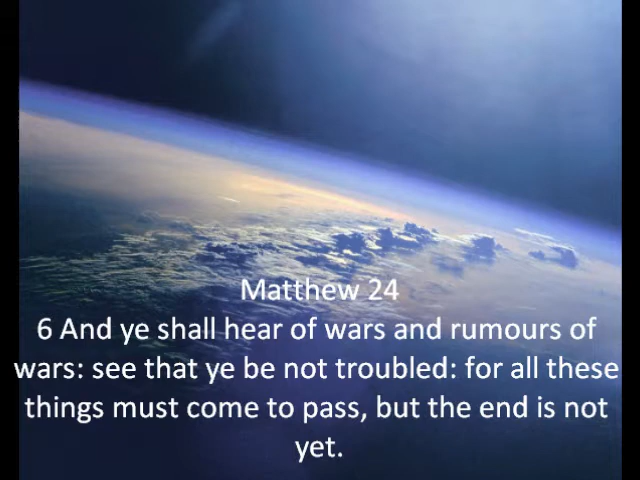 Matthew 24
6 And ye shall hear of wars and rumours of
wars: see that ye be not troubled: for all these
things must come to pass, but the end is not
yet.